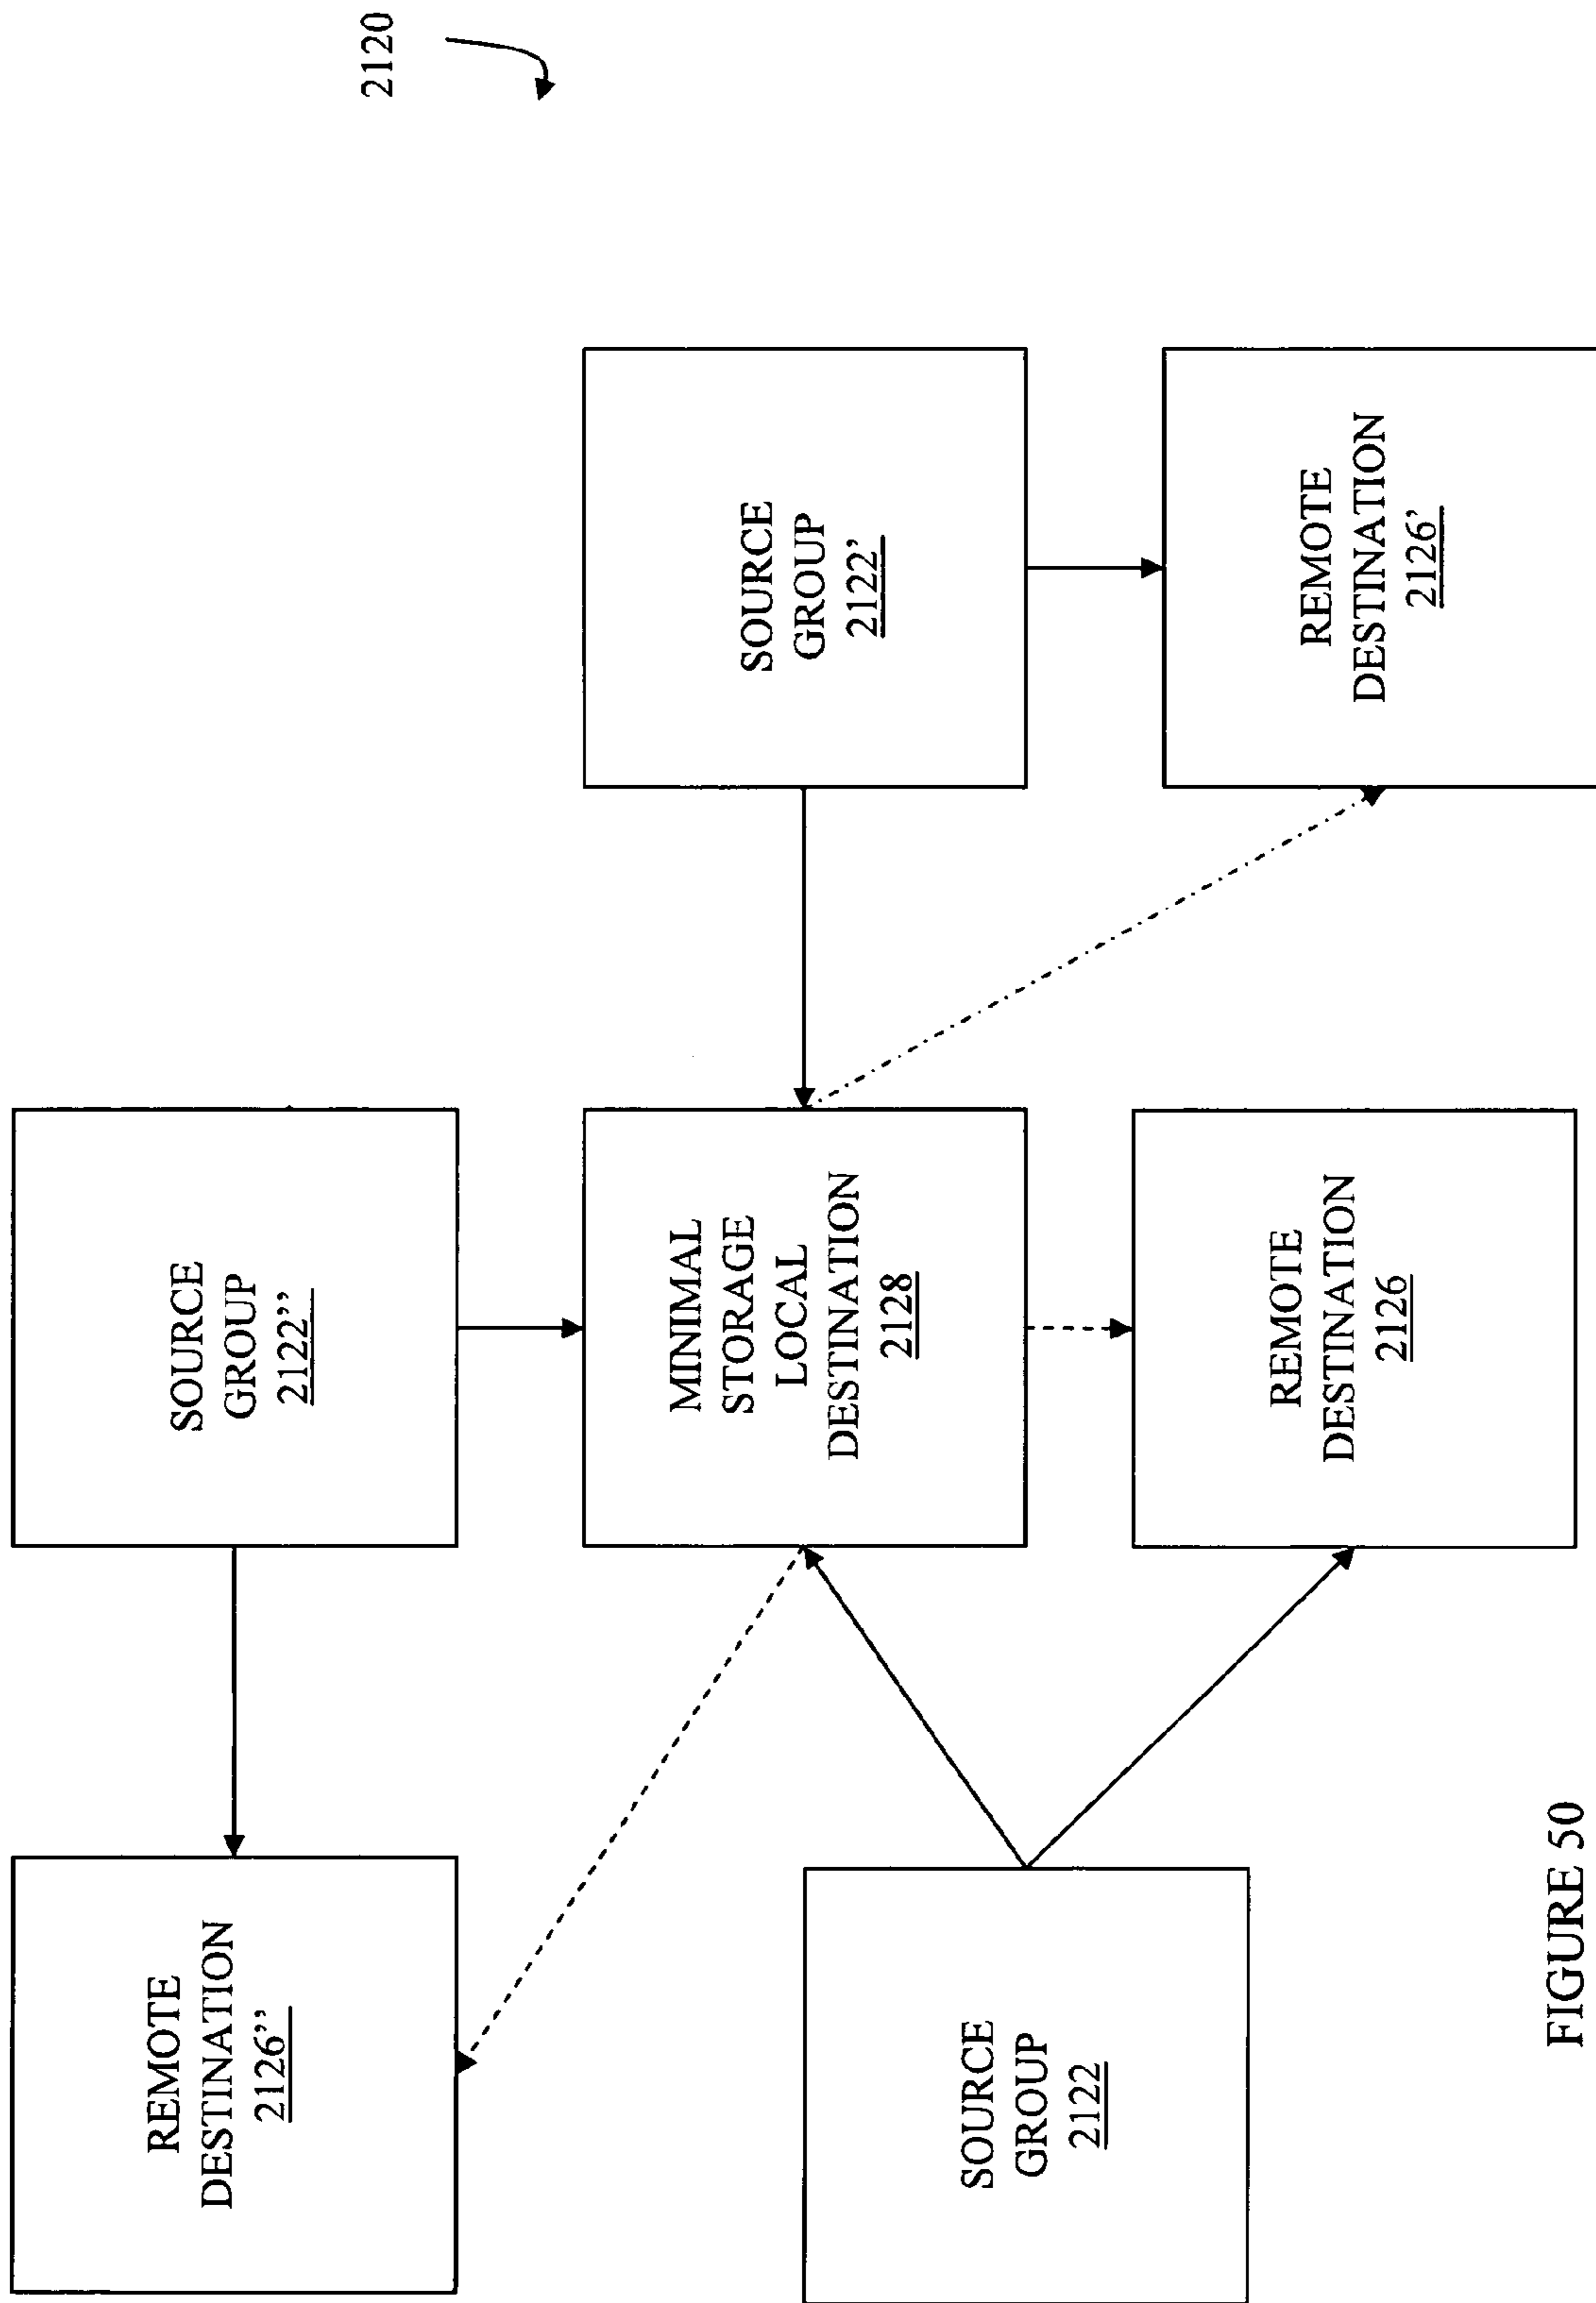 REMOTE
DESTINATION
2126’’
SOURCE
GROUP
2122’’
2120
SOURCE
GROUP
2122
MINIMAL
STORAGE
LOCAL
DESTINATION
2128
SOURCE
GROUP
2122’
REMOTE
DESTINATION
2126
REMOTE
DESTINATION
2126’
FIGURE 50